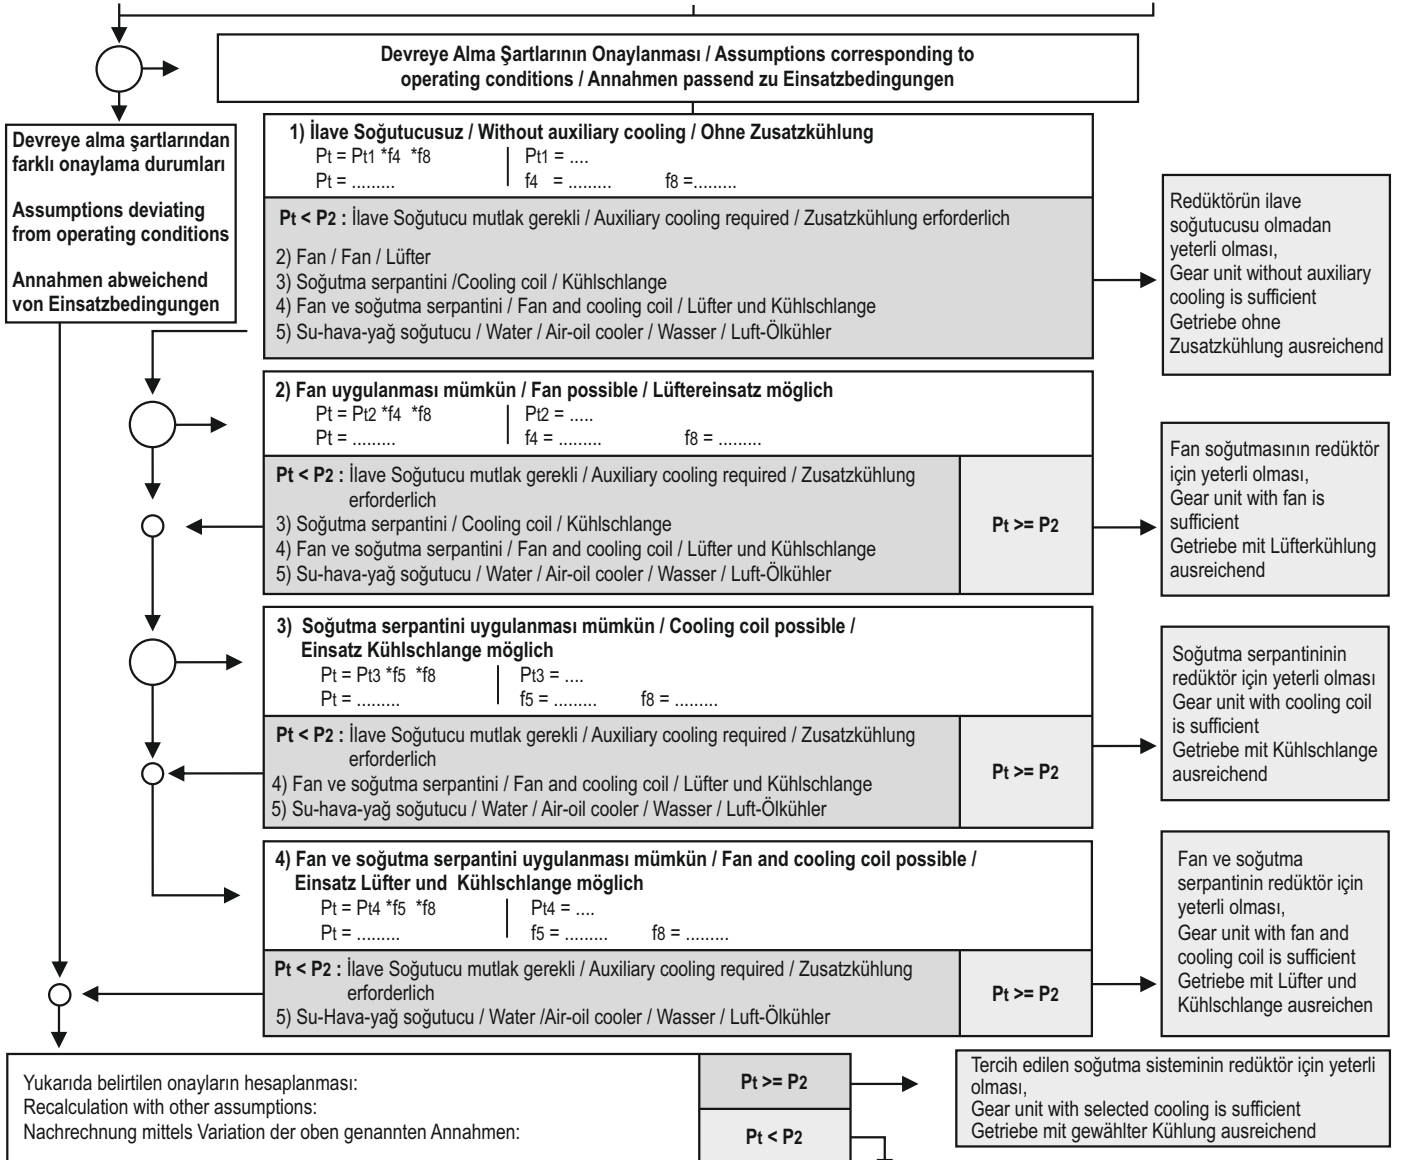 Devreye Alma Şartlarının Onaylanması / Assumptions corresponding to
operating conditions / Annahmen passend zu Einsatzbedingungen
Devreye alma şartlarından
farklı onaylama durumları
Assumptions deviating
from operating conditions
Annahmen abweichend
von Einsatzbedingungen
1) İlave Soğutucusuz / Without auxiliary cooling / Ohne Zusatzkühlung
Pt = Pt1 *f4 *f8 Pt1 = ....
Pt = ......... f4 = ......... f8 =.........
Pt < P2 : İlave Soğutucu mutlak gerekli / Auxiliary cooling required / Zusatzkühlung erforderlich
2) Fan / Fan / Lüfter
3) Soğutma serpantini /Cooling coil / Kühlschlange
4) Fan ve soğutma serpantini / Fan and cooling coil / Lüfter und Kühlschlange
5) Su-hava-yağ soğutucu / Water / Air-oil cooler / Wasser / Luft-Ölkühler
Redüktörün ilave
soğutucusu olmadan
yeterli olması,
Gear unit without auxiliary
cooling is sufficient
Getriebe ohne
Zusatzkühlung ausreichend
2) Fan uygulanması mümkün / Fan possible / Lüftereinsatz möglich
Pt = Pt2 *f4 *f8 Pt2 = .....
Pt = ......... f4 = ......... f8 = .........
Pt < P2 : İlave Soğutucu mutlak gerekli / Auxiliary cooling required / Zusatzkühlung
erforderlich
3) Soğutma serpantini / Cooling coil / Kühlschlange
4) Fan ve soğutma serpantini / Fan and cooling coil / Lüfter und Kühlschlange
5) Su-hava-yağ soğutucu / Water / Air-oil cooler / Wasser / Luft-Ölkühler
Pt >= P2
Fan soğutmasının redüktör
için yeterli olması,
Gear unit with fan is
sufficient
Getriebe mit Lüfterkühlung
ausreichend
3) Soğutma serpantini uygulanması mümkün / Cooling coil possible /
Einsatz Kühlschlange möglich
Pt = Pt3 *f5 *f8 Pt3 = ....
Pt = ......... f5 = ......... f8 = .........
Pt < P2 : İlave Soğutucu mutlak gerekli / Auxiliary cooling required / Zusatzkühlung
erforderlich
4) Fan ve soğutma serpantini / Fan and cooling coil / Lüfter und Kühlschlange
5) Su-hava-yağ soğutucu / Water / Air-oil cooler / Wasser / Luft-Ölkühler
Pt >= P2
Soğutma serpantininin
redüktör için yeterli olması
Gear unit with cooling coil
is sufficient
Getriebe mit Kühlschlange
ausreichend
4) Fan ve soğutma serpantini uygulanması mümkün / Fan and cooling coil possible /
Einsatz Lüfter und Kühlschlange möglich
Pt = Pt4 *f5 *f8 Pt4 = ....
Pt = ......... f5 = ......... f8 = .........
Pt < P2 : İlave Soğutucu mutlak gerekli / Auxiliary cooling required / Zusatzkühlung
erforderlich
5) Su-Hava-yağ soğutucu / Water /Air-oil cooler / Wasser / Luft-Ölkühler
Pt >= P2
Fan ve soğutma
serpantinin redüktör için
yeterli olması,
Gear unit with fan and
cooling coil is sufficient
Getriebe mit Lüfter und
Kühlschlange ausreichen
Yukarıda belirtilen onayların hesaplanması:
Recalculation with other assumptions:
Nachrechnung mittels Variation der oben genannten Annahmen:
Pt >= P2
Pt < P2
Tercih edilen soğutma sisteminin redüktör için yeterli
olması,
Gear unit with selected cooling is sufficient
Getriebe mit gewählter Kühlung ausreichend